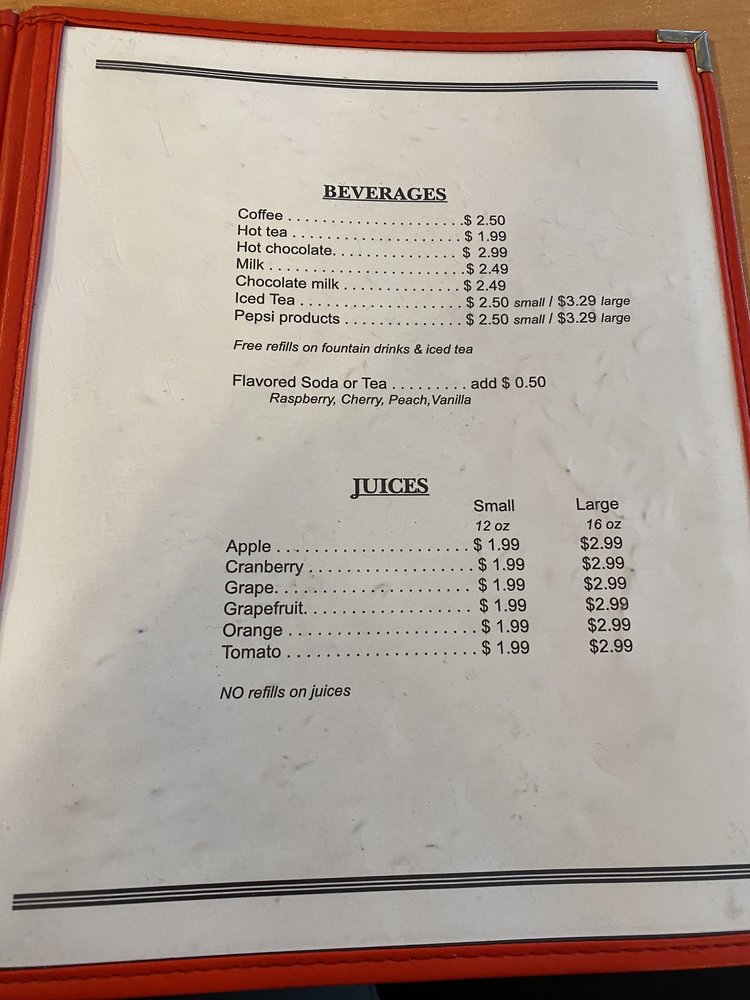 BEVERAGES
Coffee . . . . . . . . . . . . . . . . . . . . .$ 2.50
Hot tea . . . . . . . . . . . . . . . . . . . . $ 1.99
Hot chocolate. . . . . . . . . . . . . . . $ 2.99
Milk . . . . . . . . . . . . . . . . . . . . . . . $ 2.49
Chocolate milk . . . . . . . . . . . . . . $ 2.49
Iced Tea . . . . . . . . . . . . . . . . . . . $ 2.50 small / $3.29 large
Pepsi products . . . . . . . . . . . . . . $ 2.50 small / $3.29 large
Free refills on fountain drinks & iced tea
Flavored Soda or Tea . . . . . . . . . add $ 0.50
Raspberry, Cherry, Peach,Vanilla
JUICES
Small Large
12 oz 16 oz
Apple . . . . . . . . . . . . . . . . . . . . . . $ 1.99 $2.99
Cranberry . . . . . . . . . . . . . . . . . . $ 1.99 $2.99
Grape. . . . . . . . . . . . . . . . . . . . . . $ 1.99 $2.99
Grapefruit. . . . . . . . . . . . . . . . . . . $ 1.99 $2.99
Orange . . . . . . . . . . . . . . . . . . . . $ 1.99 $2.99
Tomato . . . . . . . . . . . . . . . . . . . . $ 1.99 $2.99
NO refills on juices